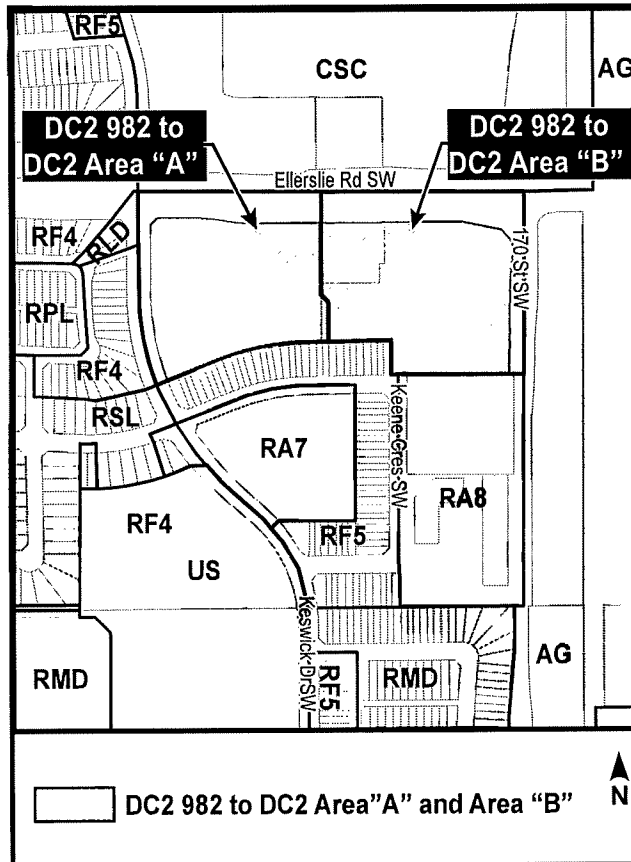 RF5
CSC
AG
DC2 982 to
DC2 Area “A”
DC2 982 to
DC2 Area “B”
Ellerslie Rd SW
RF4
RLD
170 St SW
RPL
RF4
RSL
Keene Cres SW
RA7
RA8
RF4
RF5
US
Keswick Dr SW
AG
RMD
RF5
RMD
DC2 982 to DC2 Area"A" and Area “B”
N